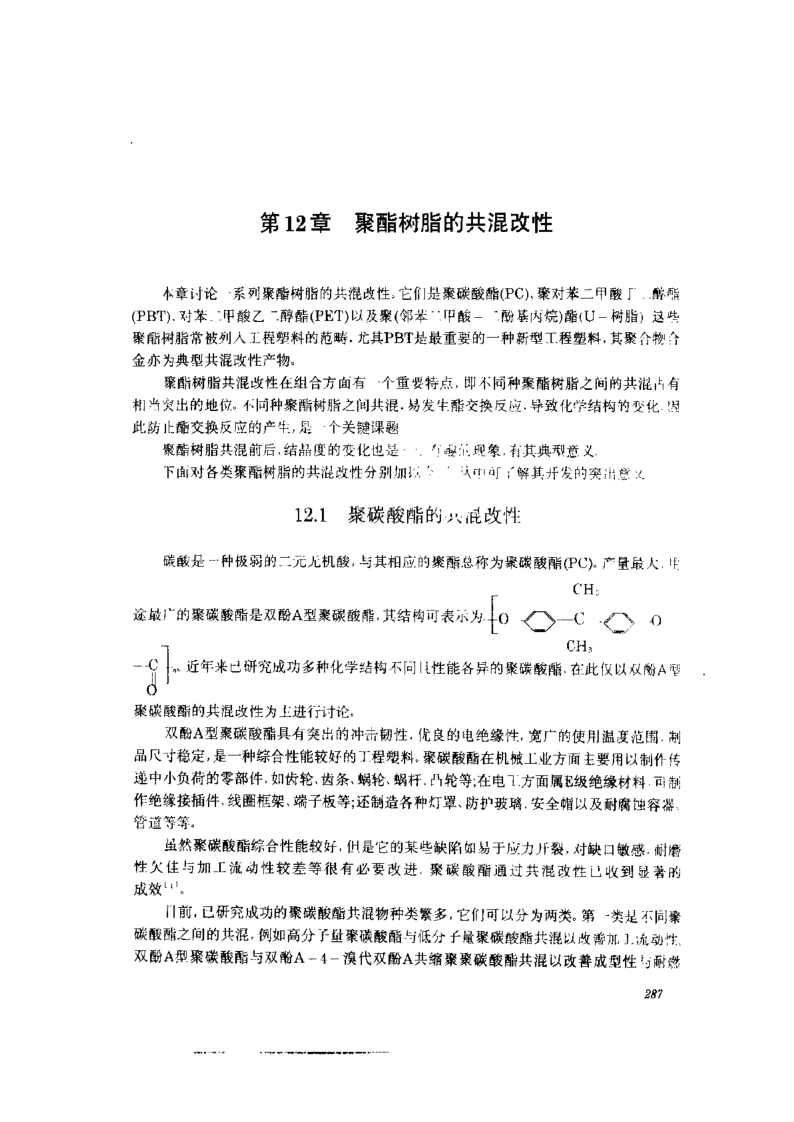 第12章 聚酯树脂的共混改性
本章讨论一系列聚酯树脂的共混改性。它们是聚碳酸酯(PC)、聚对苯二甲酸丁二醇酯
(PBT)、对苯二甲酸乙二醇酯(PET)以及聚(邻苯二甲酸-二酚基丙烷)酯(U-树脂) 这些
聚酯树脂常被列入工程塑料的范畴. 尤其PBT是最重要的一种新型工程塑料, 其聚合物合
金亦为典型共混改性产物。
聚酯树脂共混改性在组合方面有一个重要特点, 即不同种聚酯树脂之间的共混占有
相当突出的地位。不同种聚酯树脂之间共混, 易发生酯交换反应、导致化学结构的变化. 因
此防止酯交换反应的产生, 是一个关键课题
聚酯树脂共混前后, 结晶度的变化也是 现象, 有其典型意义.
下面对各类聚酯树脂的共混改性分别加以 从中可了解其开发的突出意义
12.1 聚碳酸酯的共混改性
碳酸是一种极弱的二元无机酸, 与其相应的聚酯总称为聚碳酸酯(PC)。产量最大、用
CH3
途最广的聚碳酸酯是双酚A型聚碳酸酯. 其结构可表示为 [O C O
CH3
—C ]n. 近年来已研究成功多种化学结构不同且性能各异的聚碳酸酯. 在此仅以双酚A型
O
聚碳酸酯的共混改性为主进行讨论。
双酚A型聚碳酸酯具有突出的冲击韧性, 优良的电绝缘性, 宽广的使用温度范围. 制
品尺寸稳定, 是一种综合性能较好的工程塑料。聚碳酸酯在机械工业方面主要用以制作传
递中小负荷的零部件, 如齿轮、齿条、蜗轮、蜗杆、凸轮等; 在电工方面属E级绝缘材料. 可制
作绝缘接插件、线圈框架、端子板等; 还制造各种灯罩、防护玻璃. 安全帽以及耐腐蚀容器、
管道等等。
虽然聚碳酸酯综合性能较好, 但是它的某些缺陷如易于应力开裂, 对缺口敏感. 耐磨
性欠佳与加工流动性较差等很有必要改进. 聚碳酸酯通过共混改性已收到显著的
成效[1]。
目前, 已研究成功的聚碳酸酯共混物种类繁多, 它们可以分为两类。第一类是不同聚
碳酸酯之间的共混, 例如高分子量聚碳酸酯与低分子量聚碳酸酯共混以改善加工流动性,
双酚A型聚碳酸酯与双酚A-4-溴代双酚A共缩聚聚碳酸酯共混以改善成型性与耐燃
287